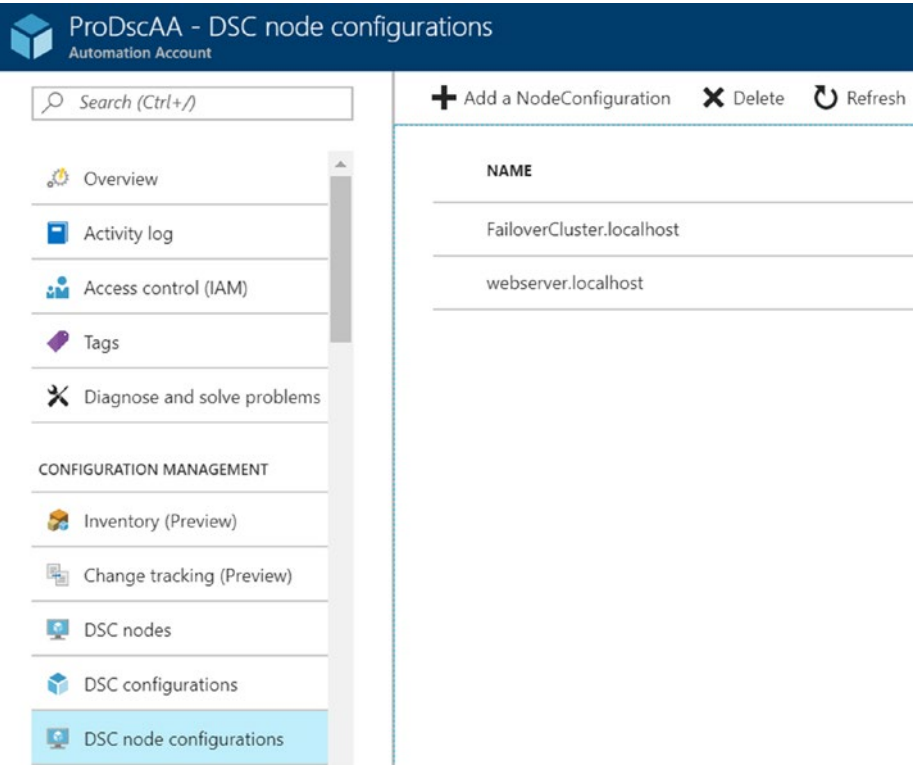 ProDscAA - DSC node configurations
Automation Account
Search (Ctrl+/)
Overview
Activity log
Access control (IAM)
Tags
Diagnose and solve problems
CONFIGURATION MANAGEMENT
Inventory (Preview)
Change tracking (Preview)
DSC nodes
DSC configurations
DSC node configurations
Add a NodeConfiguration Delete Refresh
NAME
FailoverCluster.localhost
webserver.localhost